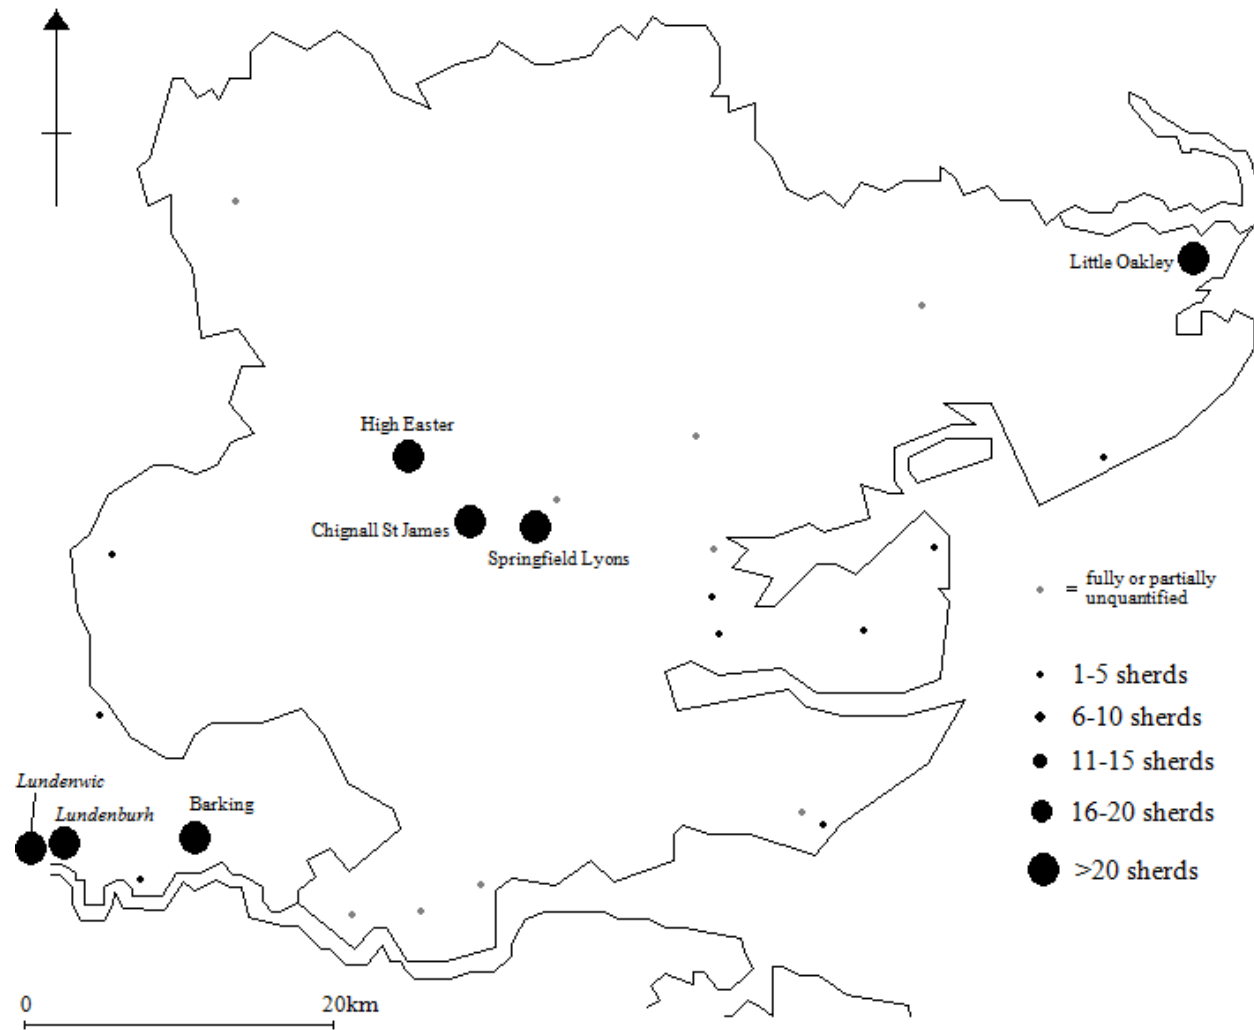 Little Oakley
High Easter
Chignall St James
Springfield Lyons
= fully or partially
unquantified
1-5 sherds
6-10 sherds
11-15 sherds
16-20 sherds
>20 sherds
Lundenwic
Lundenburh
Barking
0 20km